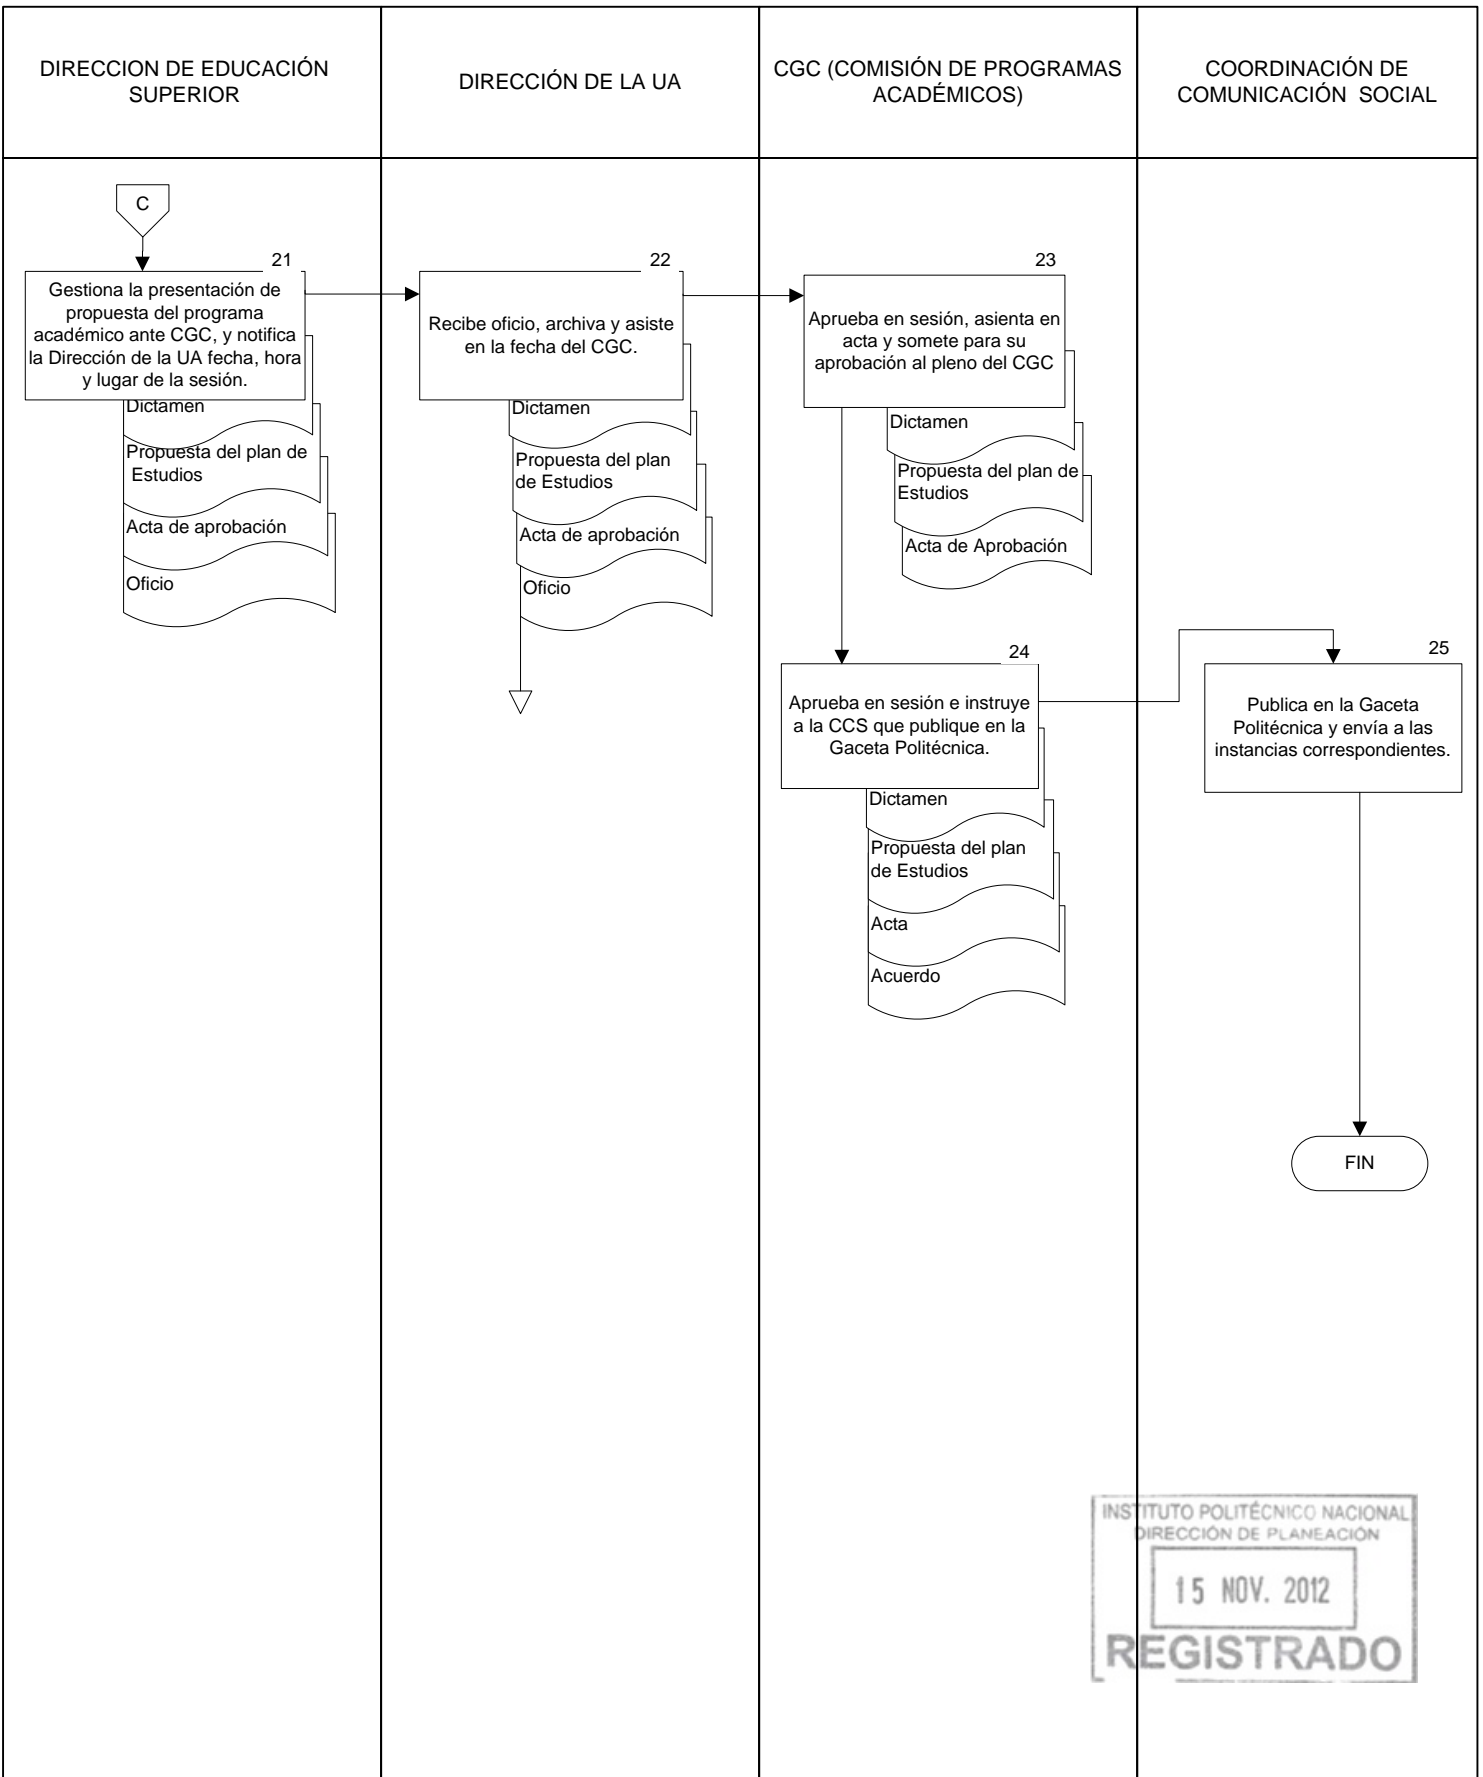 DIRECCION DE EDUCACIÓN
SUPERIOR
DIRECCIÓN DE LA UA
CGC (COMISIÓN DE PROGRAMAS
ACADÉMICOS)
COORDINACIÓN DE
COMUNICACIÓN SOCIAL
C
21
Gestiona la presentación de
propuesta del programa
académico ante CGC, y notifica
la Dirección de la UA fecha, hora
y lugar de la sesión.
Dictamen
Propuesta del plan de
Estudios
Acta de aprobación
Oficio
22
Recibe oficio, archiva y asiste
en la fecha del CGC.
Dictamen
Propuesta del plan
de Estudios
Acta de aprobación
Oficio
23
Aprueba en sesión, asienta en
acta y somete para su
aprobación al pleno del CGC
Dictamen
Propuesta del plan de
Estudios
Acta de Aprobación
24
Aprueba en sesión e instruye
a la CCS que publique en la
Gaceta Politécnica.
Dictamen
Propuesta del plan
de Estudios
Acta
Acuerdo
25
Publica en la Gaceta
Politécnica y envía a las
instancias correspondientes.
FIN
INSTITUTO POLITÉCNICO NACIONAL
DIRECCIÓN DE PLANEACIÓN
15 NOV. 2012
REGISTRADO